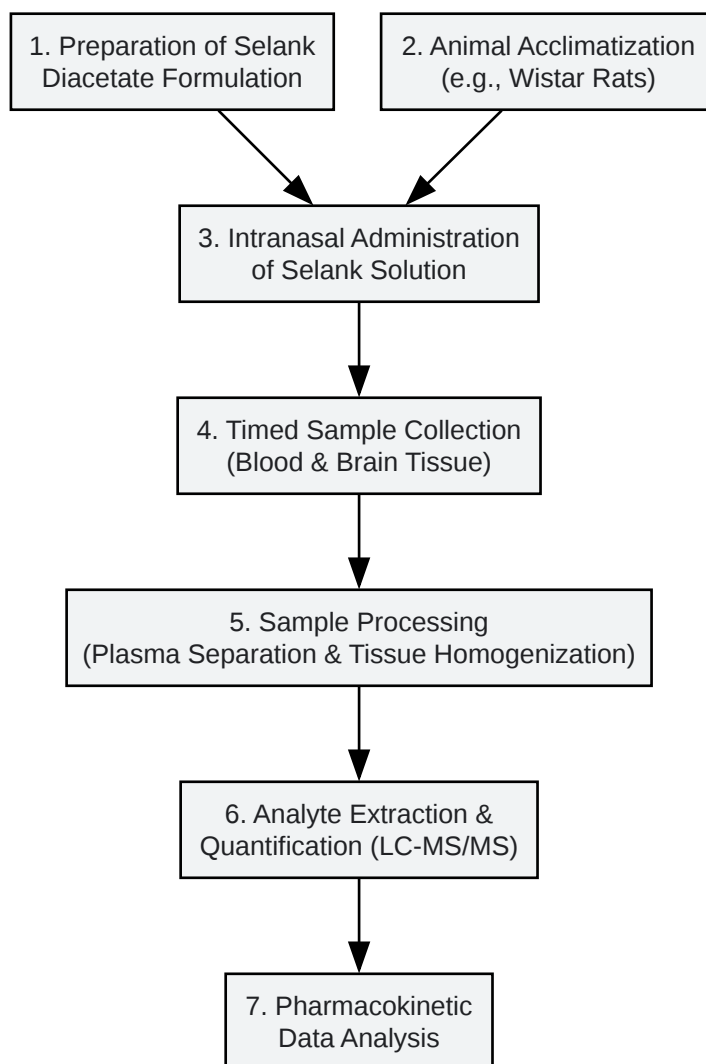 1. Preparation of Selank
Diacetate Formulation
2. Animal Acclimatization
(e.g., Wistar Rats)
3. Intranasal Administration
of Selank Solution
4. Timed Sample Collection
(Blood & Brain Tissue)
5. Sample Processing
(Plasma Separation & Tissue Homogenization)
6. Analyte Extraction &
Quantification (LC-MS/MS)
7. Pharmacokinetic
Data Analysis